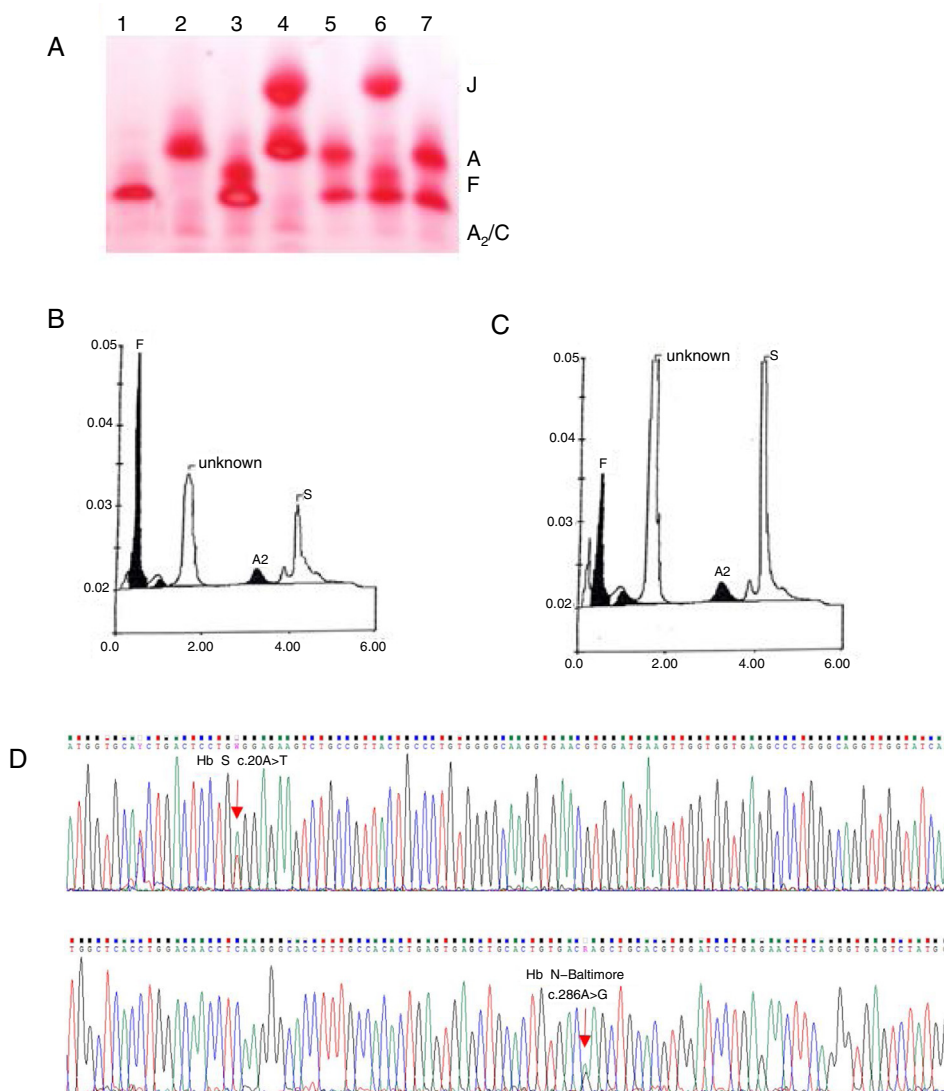 1 2 3 4 5 6 7
A
J
A
F
A₂/C
B
C
0.05
F
0.04
unknown
0.03
S
A2
0.02
0.0 2.00 4.00 6.00
0.05
unknown
S
0.04
F
0.03
A2
0.02
0.0 2.00 4.00 6.00
D
ATGGTGCAYCTGACTCCTGWGGAGAAGTCTGCCGTTACTGCCCTGTGGGGCAAGGTGAACGTGGATGAAGTTGGTGGTGAGGCCCTGGGCAGGTTGGTATCA
Hb S c.20A>T
TGGCTCACCTGGACAACCTCAAGGGCACCTTTGCCACACTGAGTGAGCTGCACTGTGACRAGCTGCACGTGGATCCTGAGAACTTCAGGGTGAGTCTATGC
Hb N–Baltimore
c.286A>G